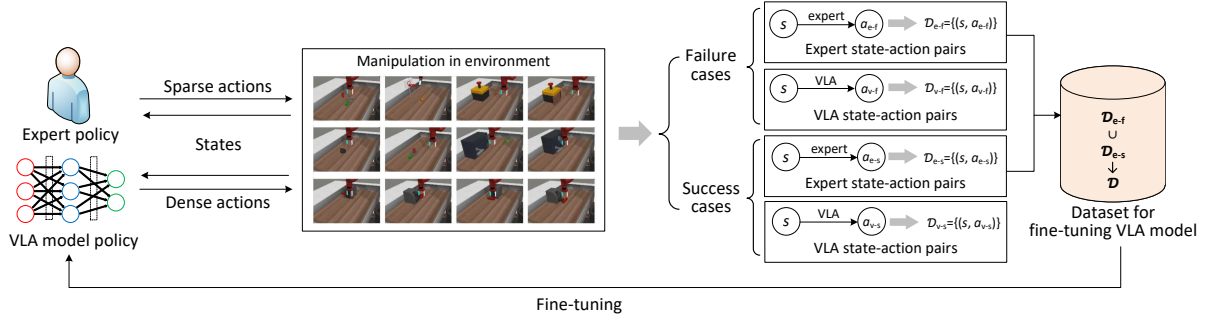 Expert policy
VLA model policy
Sparse actions
States
Dense actions
Manipulation in environment
Failure
cases
Success
cases
s expert a_e-f 𝒟_e-f={(s, a_e-f)}
Expert state-action pairs
s VLA a_v-f 𝒟_v-f={(s, a_v-f)}
VLA state-action pairs
s expert a_e-s 𝒟_e-s={(s, a_e-s)}
Expert state-action pairs
s VLA a_v-s 𝒟_v-s={(s, a_v-s)}
VLA state-action pairs
𝒟_e-f
∪
𝒟_e-s
↓
𝒟
Dataset for
fine-tuning VLA model
Fine-tuning